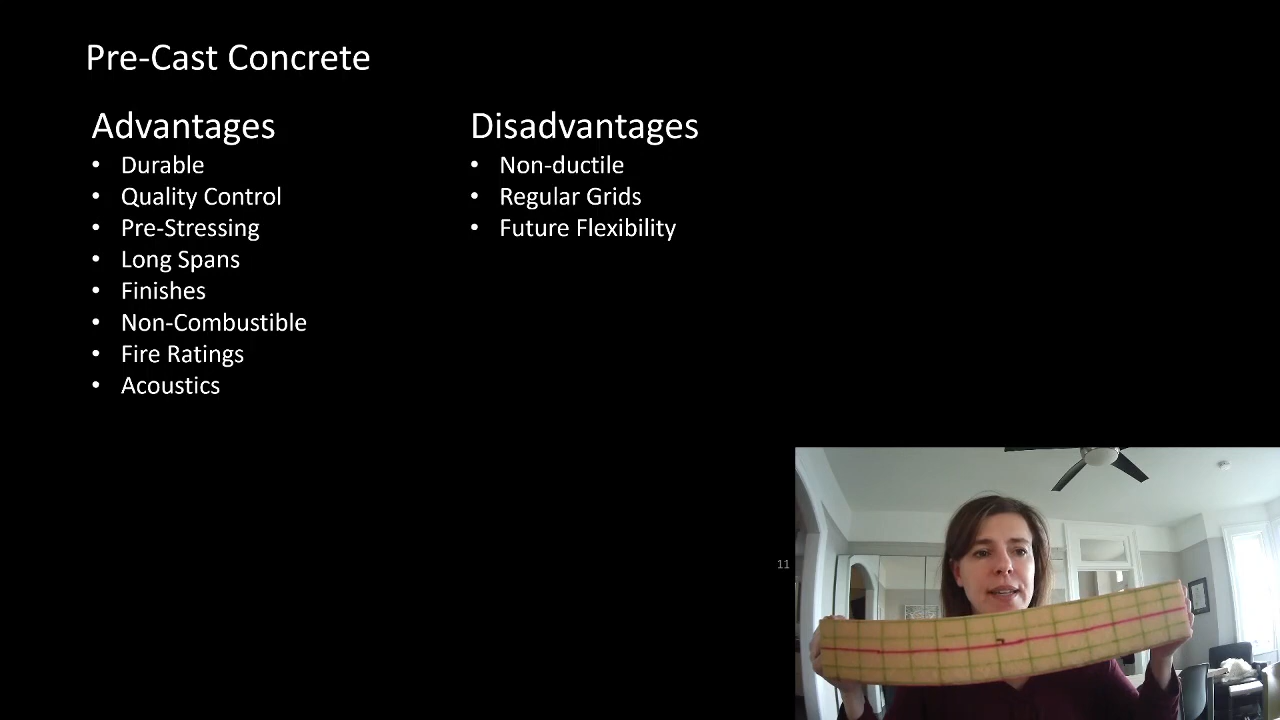 Pre-Cast Concrete
Advantages
• Durable
• Quality Control
• Pre-Stressing
• Long Spans
• Finishes
• Non-Combustible
• Fire Ratings
• Acoustics
Disadvantages
• Non-ductile
• Regular Grids
• Future Flexibility
11